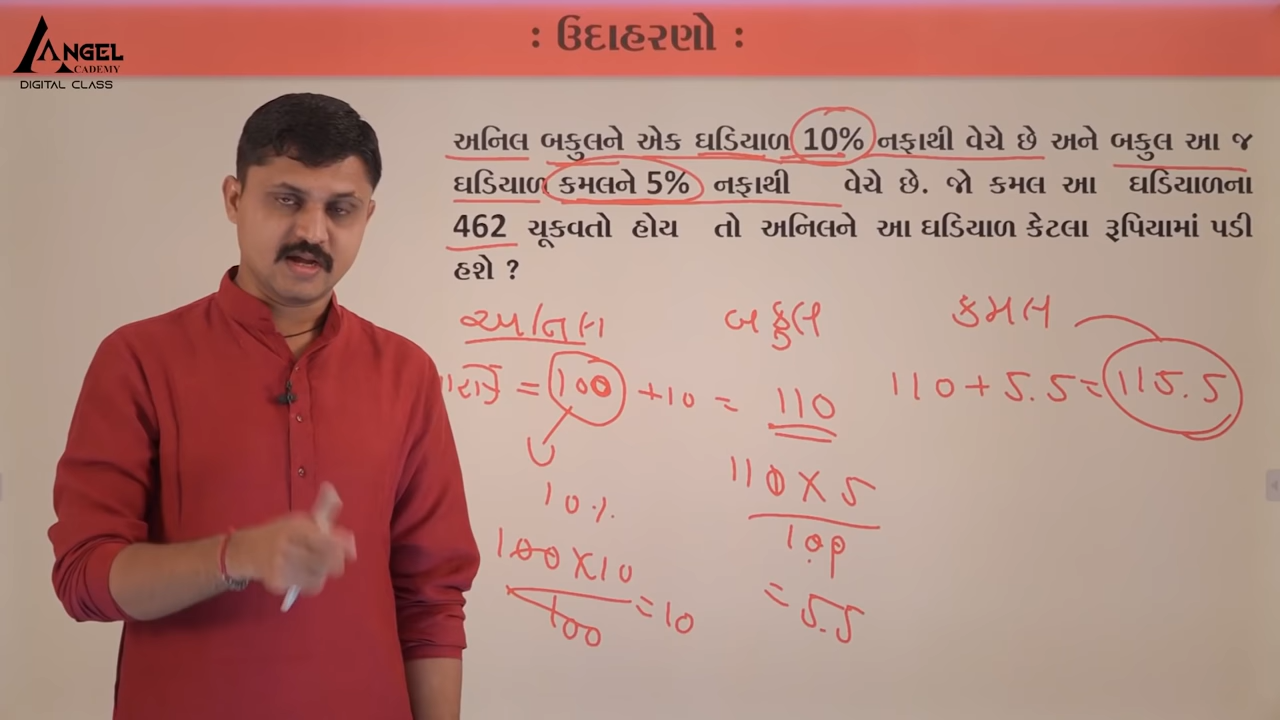 ANGEL
ACADEMY
DIGITAL CLASS
: ઉદાહરણો :
અનિલ બકુલને એક ઘડિયાળ 10% નફાથી વેચે છે અને બકુલ આ જ
ઘડિયાળ કમલને 5% નફાથી વેચે છે. જો કમલ આ ઘડિયાળના
462 ચૂકવતો હોય તો અનિલને આ ઘડિયાળ કેટલા રૂપિયામાં પડી
હશે ?
અનિલ બકુલ કમલ
= 100 +10 = 110 110 + 5.5 = 115.5
10% 110 X 5
100
100 X 10
100
= 10 = 5.5